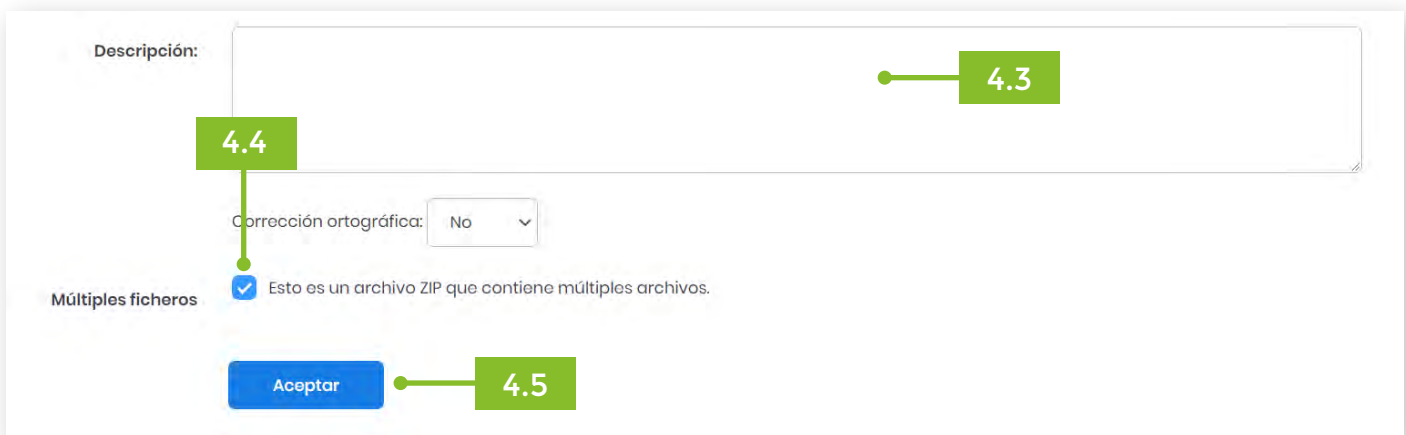 Descripción:
4.3
4.4
Corrección ortográfica: No
Múltiples ficheros Esto es un archivo ZIP que contiene múltiples archivos.
Aceptar 4.5